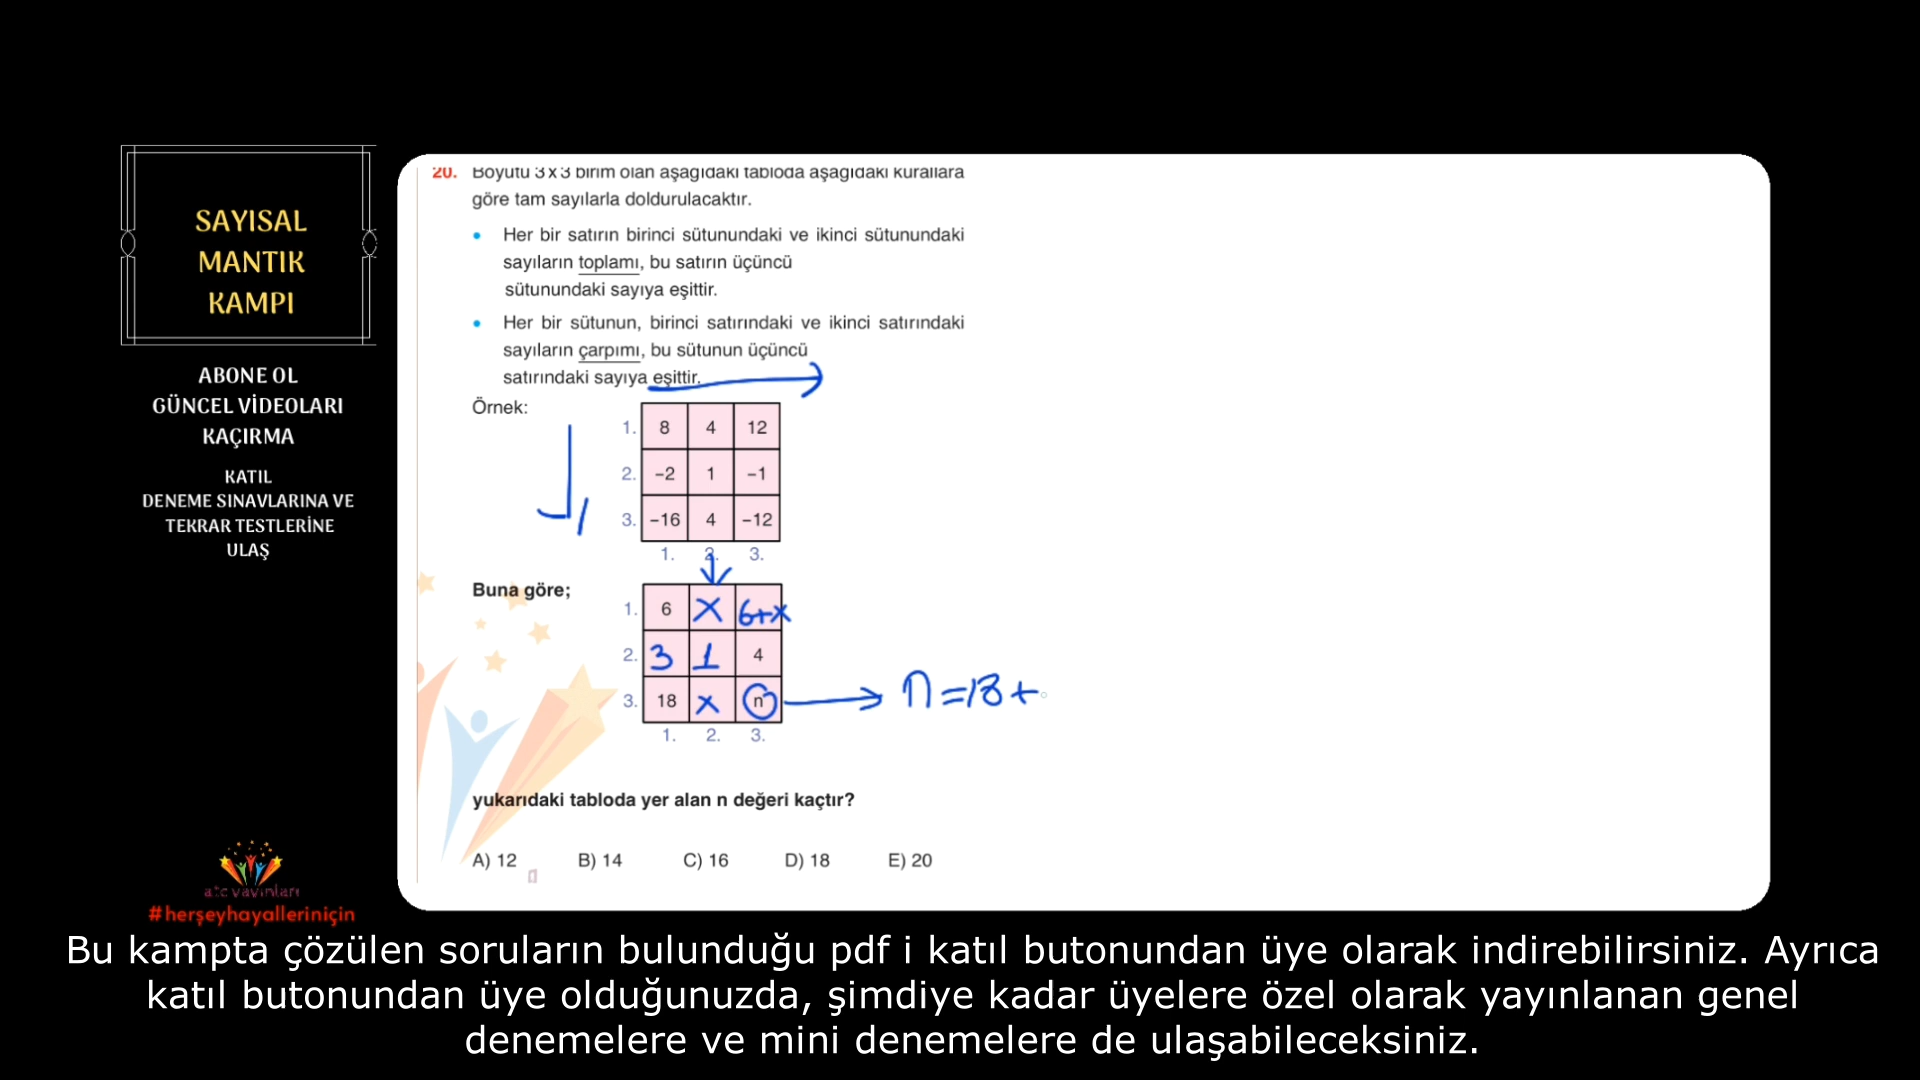 SAYISAL
MANTIK
KAMPI
ABONE OL
GÜNCEL VİDEOLARI
KAÇIRMA
KATIL
DENEME SINAVLARINA VE
TEKRAR TESTLERİNE
ULAŞ
#herşeyhayalleriniçin
20. Boyutu 3x3 birim olan aşağıdaki tabloda aşağıdaki kurallara
göre tam sayılarla doldurulacaktır.
• Her bir satırın birinci sütunundaki ve ikinci sütunundaki
sayıların toplamı, bu satırın üçüncü
sütunundaki sayıya eşittir.
• Her bir sütunun, birinci satırındaki ve ikinci satırındaki
sayıların çarpımı, bu sütunun üçüncü
satırındaki sayıya eşittir.
Örnek:
1. 8 4 12
2. −2 1 −1
3. −16 4 −12
1. 2. 3.
Buna göre;
1. 6 x 6+x
2. 3 1 4
3. 18 x n n=18+
1. 2. 3.
yukarıdaki tabloda yer alan n değeri kaçtır?
A) 12 B) 14 C) 16 D) 18 E) 20
Bu kampta çözülen soruların bulunduğu pdf i katıl butonundan üye olarak indirebilirsiniz. Ayrıca
katıl butonundan üye olduğunuzda, şimdiye kadar üyelere özel olarak yayınlanan genel
denemelere ve mini denemelere de ulaşabileceksiniz.